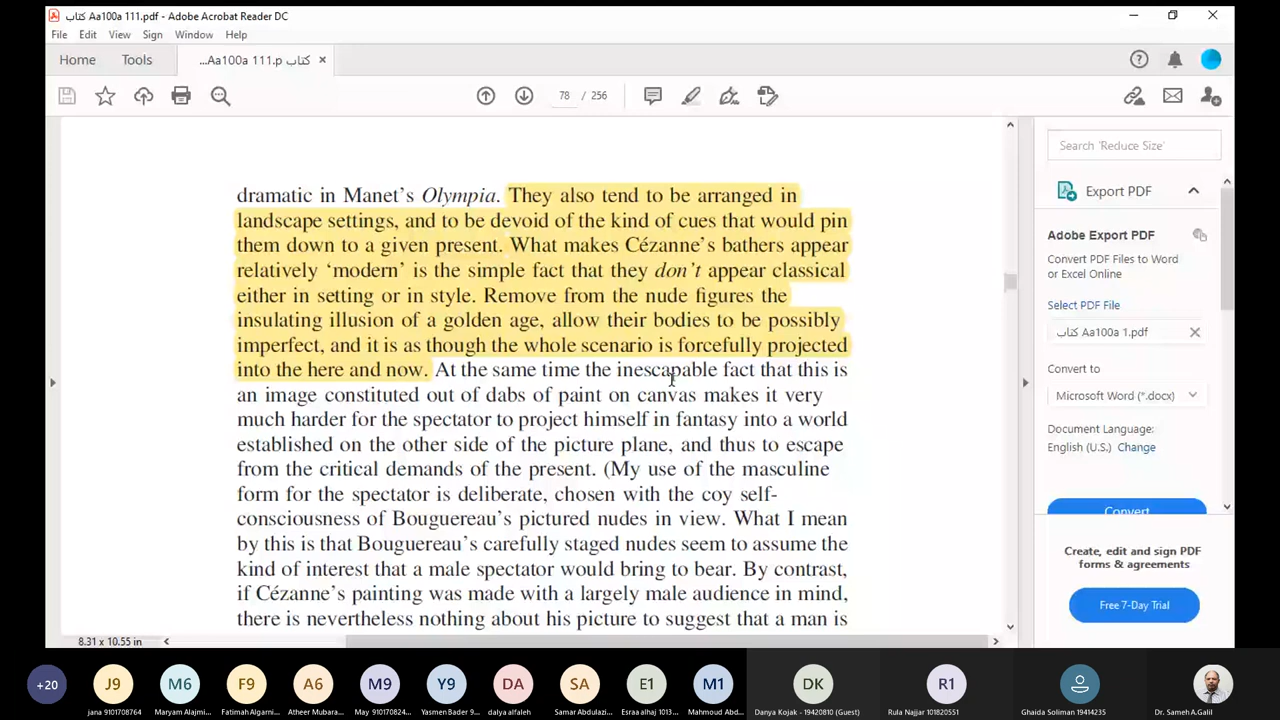 كتاب Aa100a 111.pdf - Adobe Acrobat Reader DC
File Edit View Sign Window Help
Home Tools ...Aa100a 111.p كتاب ×
78 / 256
dramatic in Manet's Olympia. They also tend to be arranged in
landscape settings, and to be devoid of the kind of cues that would pin
them down to a given present. What makes Cézanne's bathers appear
relatively 'modern' is the simple fact that they don't appear classical
either in setting or in style. Remove from the nude figures the
insulating illusion of a golden age, allow their bodies to be possibly
imperfect, and it is as though the whole scenario is forcefully projected
into the here and now. At the same time the inescapable fact that this is
an image constituted out of dabs of paint on canvas makes it very
much harder for the spectator to project himself in fantasy into a world
established on the other side of the picture plane, and thus to escape
from the critical demands of the present. (My use of the masculine
form for the spectator is deliberate, chosen with the coy self-
consciousness of Bouguereau's pictured nudes in view. What I mean
by this is that Bouguereau's carefully staged nudes seem to assume the
kind of interest that a male spectator would bring to bear. By contrast,
if Cézanne's painting was made with a largely male audience in mind,
there is nevertheless nothing about his picture to suggest that a man is
8.31 x 10.55 in
Search 'Reduce Size'
Export PDF
Adobe Export PDF
Convert PDF Files to Word
or Excel Online
Select PDF File
كتاب Aa100a 1.pdf
Convert to
Microsoft Word (*.docx)
Document Language:
English (U.S.) Change
Convert
Create, edit and sign PDF
forms & agreements
Free 7-Day Trial
+20 J9 M6 F9 A6 M9 Y9 DA SA E1 M1 DK R1
jana 9101708764 Maryam Alajmi... Fatimah Algarni... Atheer Mubara... May 910170824... Yasmen Bader 9... dalya alfaleh Samar Abdulazi... Esraa alhaj 1013... Mahmoud Abd... Danya Kojak - 19420810 (Guest) Rula Najjar 101820551 Ghaida Soliman 19414235 Dr. Sameh A.Galil